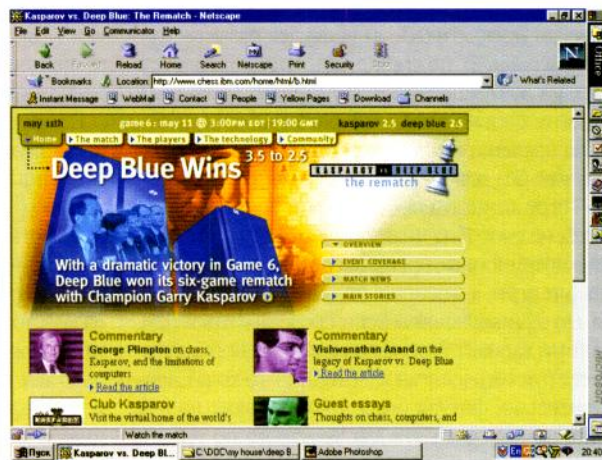 Kasparov vs. Deep Blue: The Rematch - Netscape
File Edit View Go Communicator Help
Back Forward Reload Home Search Netscape Print Security Stop
N
Bookmarks Location: http://www.chess.ibm.com/home/html/b.html What's Related
Instant Message WebMail Contact People Yellow Pages Download Channels
may 11th game 6: may 11 @ 3:00PM EDT | 19:00 GMT kasparov 2.5 deep blue 2.5
Home The match The players The technology Community
Deep Blue Wins 3.5 to 2.5
KASPAROV VS DEEP BLUE
the rematch
OVERVIEW
EVENT COVERAGE
MATCH NEWS
MAIN STORIES
With a dramatic victory in Game 6,
Deep Blue won its six-game rematch
with Champion Garry Kasparov
Commentary
George Plimpton on chess,
Kasparov, and the limitations of
computers
Read the article
Commentary
Vishwanathan Anand on the
legacy of Kasparov vs. Deep Blue
Read the article
Club Kasparov
Visit the virtual home of the world's
Guest essays
Thoughts on chess, computers, and
Watch the match
Пуск Kasparov vs. Deep Bl... C:\DOC\my house\deep B... Adobe Photoshop En 20:40
Office